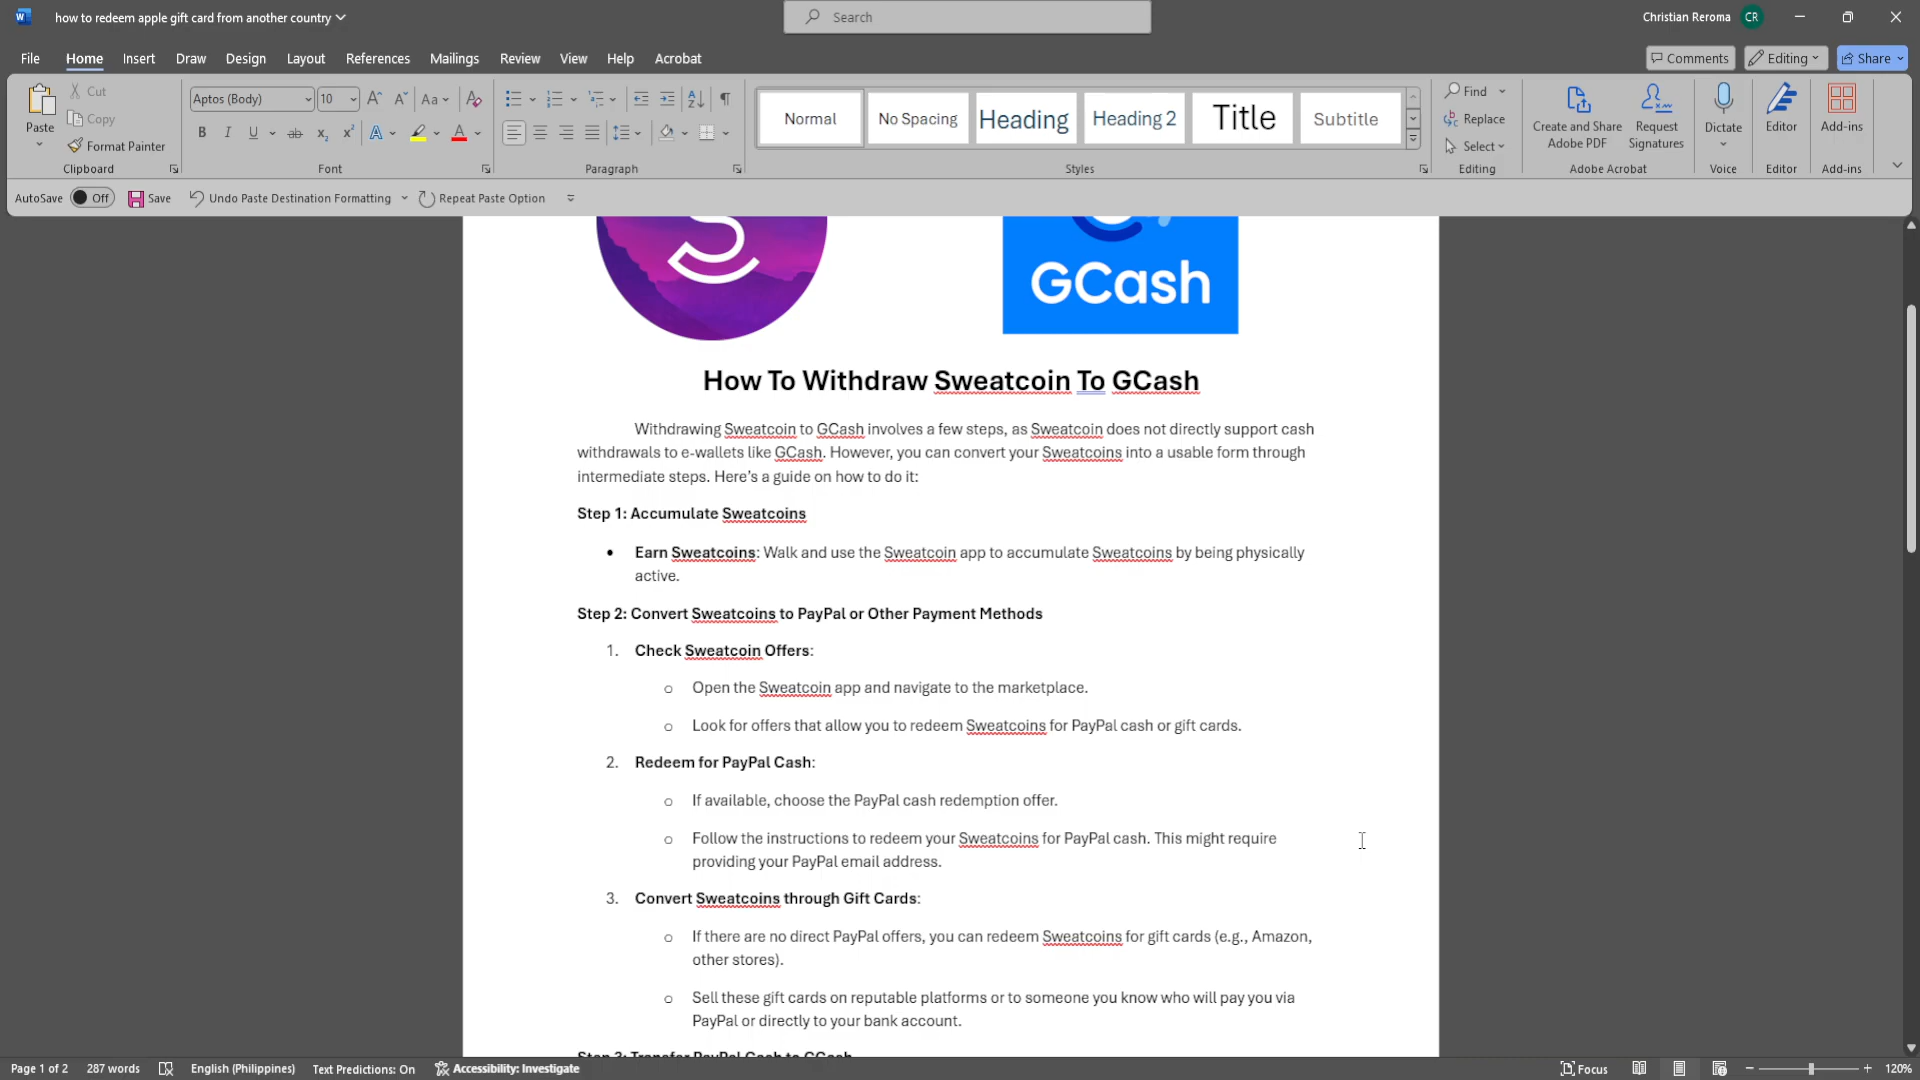 how to redeem apple gift card from another country
Search
Christian Reroma
CR
File
Home
Insert
Draw
Design
Layout
References
Mailings
Review
View
Help
Acrobat
Comments
Editing
Share
Paste
Cut
Copy
Format Painter
Clipboard
Aptos (Body)
10
Font
Paragraph
Normal
No Spacing
Heading
Heading 2
Title
Subtitle
Styles
Find
Replace
Select
Editing
Create and Share
Adobe PDF
Request
Signatures
Adobe Acrobat
Dictate
Voice
Editor
Editor
Add-ins
Add-ins
AutoSave
Off
Save
Undo Paste Destination Formatting
Repeat Paste Option
GCash
How To Withdraw Sweatcoin To GCash
Withdrawing Sweatcoin to GCash involves a few steps, as Sweatcoin does not directly support cash
withdrawals to e-wallets like GCash. However, you can convert your Sweatcoins into a usable form through
intermediate steps. Here’s a guide on how to do it:
Step 1: Accumulate Sweatcoins
• Earn Sweatcoins: Walk and use the Sweatcoin app to accumulate Sweatcoins by being physically
active.
Step 2: Convert Sweatcoins to PayPal or Other Payment Methods
1. Check Sweatcoin Offers:
o Open the Sweatcoin app and navigate to the marketplace.
o Look for offers that allow you to redeem Sweatcoins for PayPal cash or gift cards.
2. Redeem for PayPal Cash:
o If available, choose the PayPal cash redemption offer.
o Follow the instructions to redeem your Sweatcoins for PayPal cash. This might require
providing your PayPal email address.
3. Convert Sweatcoins through Gift Cards:
o If there are no direct PayPal offers, you can redeem Sweatcoins for gift cards (e.g., Amazon,
other stores).
o Sell these gift cards on reputable platforms or to someone you know who will pay you via
PayPal or directly to your bank account.
Step 3: Transfer PayPal Cash to GCash
Page 1 of 2
287 words
English (Philippines)
Text Predictions: On
Accessibility: Investigate
Focus
120%